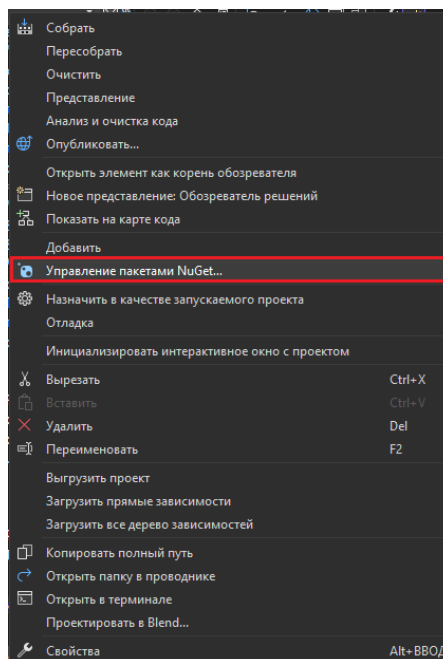 Собрать
Пересобрать
Очистить
Представление
Анализ и очистка кода
Опубликовать...
Открыть элемент как корень обозревателя
Новое представление: Обозреватель решений
Показать на карте кода
Добавить
Управление пакетами NuGet...
Назначить в качестве запускаемого проекта
Отладка
Инициализировать интерактивное окно с проектом
Вырезать Ctrl+X
Вставить Ctrl+V
Удалить Del
Переименовать F2
Выгрузить проект
Загрузить прямые зависимости
Загрузить все дерево зависимостей
Копировать полный путь
Открыть папку в проводнике
Открыть в терминале
Проектировать в Blend...
Свойства Alt+ВВОД